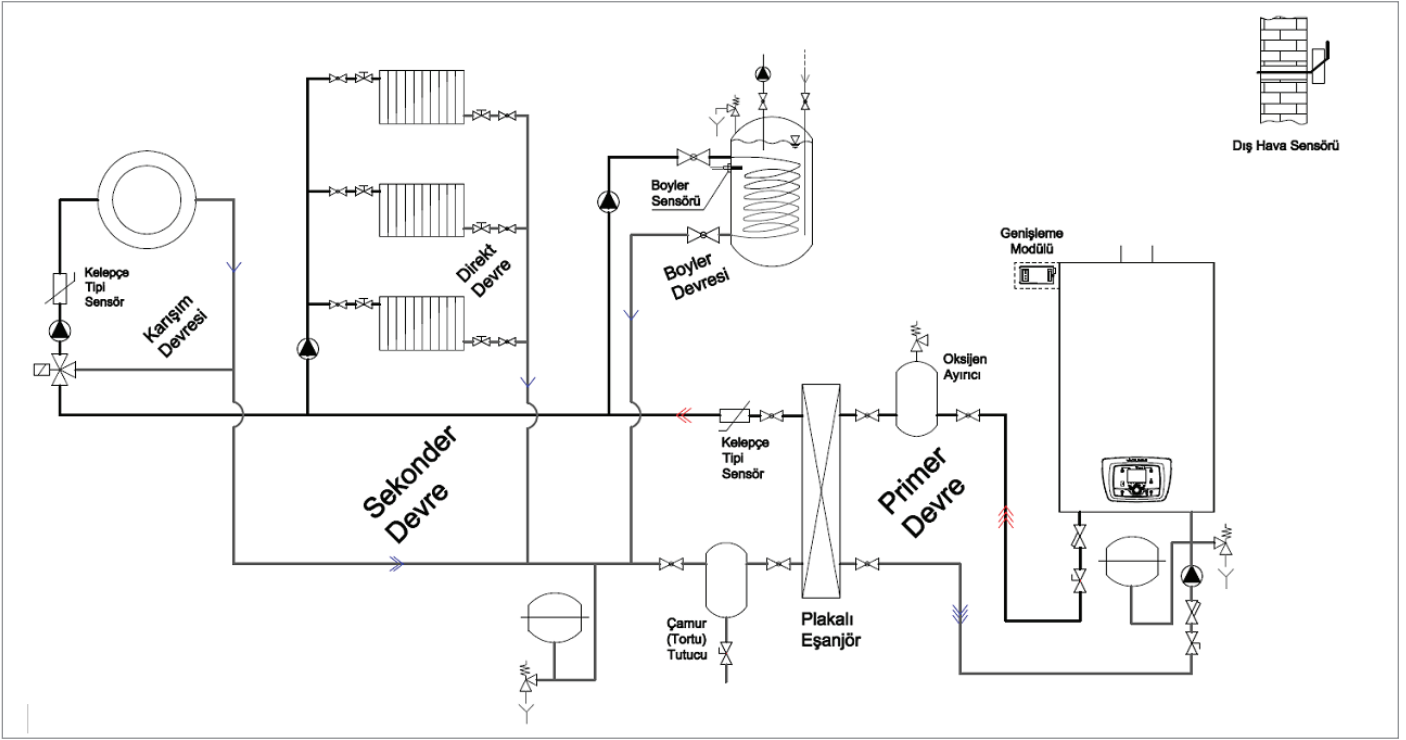 Dış Hava Sensörü
Boyler
Sensörü
Genişleme
Modülü
Kelepçe
Tipi
Sensör
Karışım
Devresi
Direkt
Devre
Boyler
Devresi
Oksijen
Ayırıcı
Kelepçe
Tipi
Sensör
Sekonder
Devre
Primer
Devre
Çamur
(Tortu)
Tutucu
Plakalı
Eşanjör